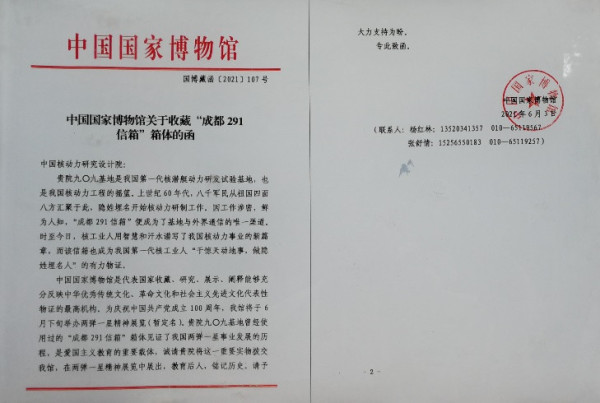 中国国家博物馆
国博藏函〔2021〕107号
中国国家博物馆关于收藏“成都291
信箱”箱体的函
中国核动力研究设计院：
贵院九〇九基地是我国第一代核潜艇动力研发试验基地，也
是我国核动力工程的摇篮。上世纪60年代，八千军民从祖国四面
八方汇聚于此，隐姓埋名开始核动力研制工作。因工作涉密，鲜
为人知。“成都291信箱”便成为了基地与外界通信的唯一渠道。
时至今日，核工业人用智慧和汗水谱写了我国核动力事业的新篇
章，而该信箱也成为我国第一代核工业人“干惊天动地事、做隐
姓埋名人”的有力物证。
中国国家博物馆是代表国家收藏、研究、展示、阐释能够充
分反映中华优秀传统文化、革命文化和社会主义先进文化代表性
物证的最高机构。为庆祝中国共产党成立100周年，我馆将于6
月下旬举办两弹一星精神展览（暂定名）。贵院九〇九基地曾经使
用过的“成都291信箱”箱体见证了我国两弹一星事业发展的历
程，是爱国主义教育的重要载体。诚请贵院将这一重要实物拨交
我馆，在两弹一星精神展览中展出，教育后人，铭记历史，请予
大力支持为盼。
专此致函。
国家博物馆
中国国家博物馆
2021年6月3日
（联系人：杨红林：13520341357 010—65118567
张舒倩：15256550183 010—65119257）
- 2 -